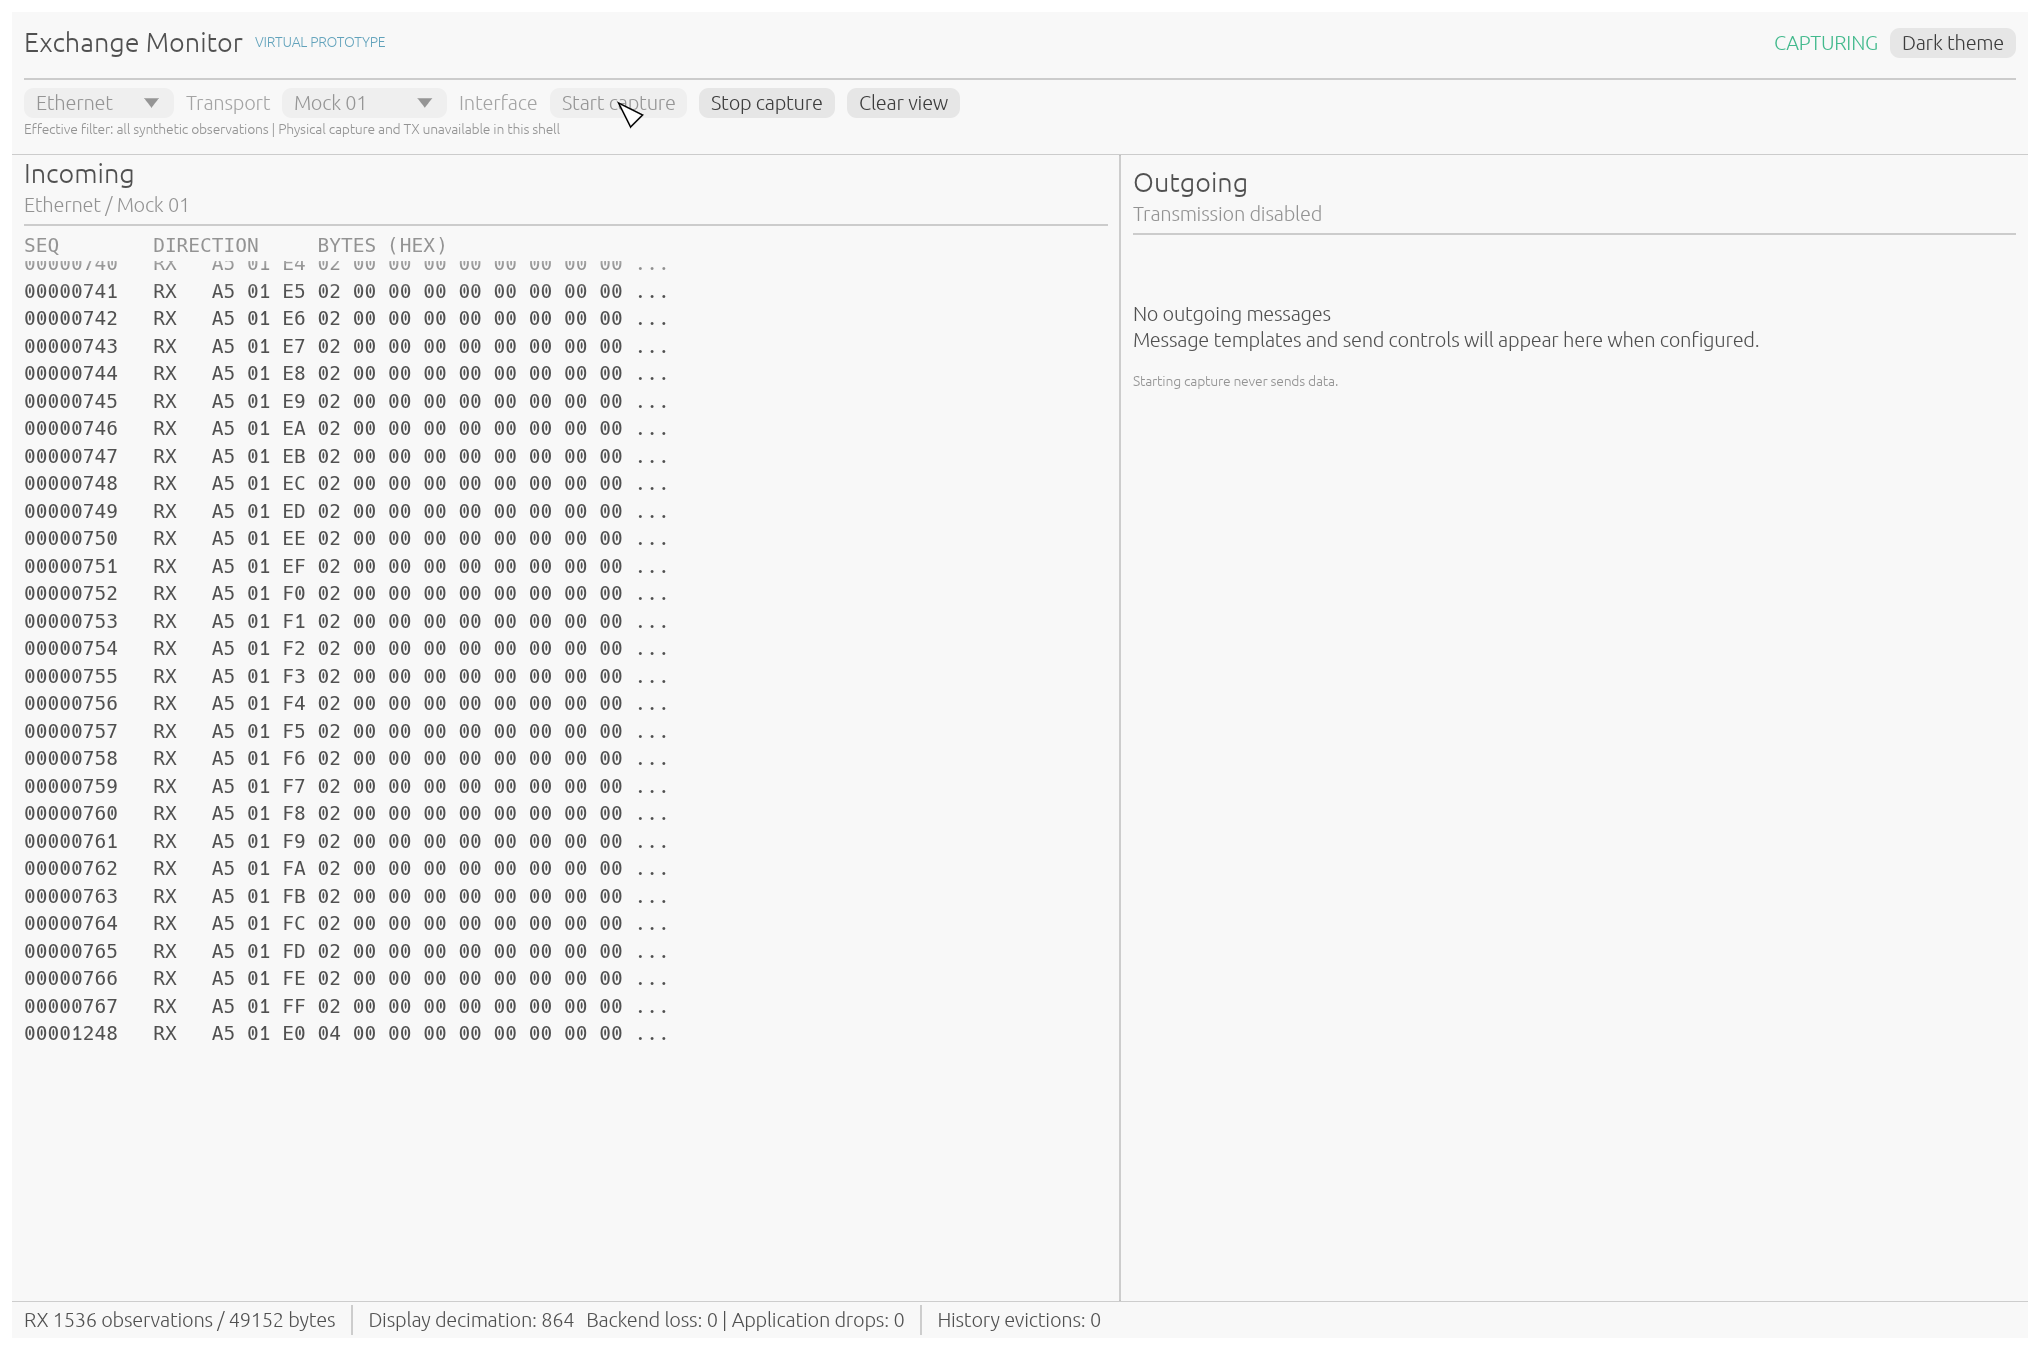 Exchange Monitor VIRTUAL PROTOTYPE CAPTURING Dark theme
Ethernet Transport Mock 01 Interface Start capture Stop capture Clear view
Effective filter: all synthetic observations | Physical capture and TX unavailable in this shell
Incoming
Ethernet / Mock 01
SEQ DIRECTION BYTES (HEX)
00000740 RX A5 01 E4 02 00 00 00 00 00 00 00 00 ...
00000741 RX A5 01 E5 02 00 00 00 00 00 00 00 00 ...
00000742 RX A5 01 E6 02 00 00 00 00 00 00 00 00 ...
00000743 RX A5 01 E7 02 00 00 00 00 00 00 00 00 ...
00000744 RX A5 01 E8 02 00 00 00 00 00 00 00 00 ...
00000745 RX A5 01 E9 02 00 00 00 00 00 00 00 00 ...
00000746 RX A5 01 EA 02 00 00 00 00 00 00 00 00 ...
00000747 RX A5 01 EB 02 00 00 00 00 00 00 00 00 ...
00000748 RX A5 01 EC 02 00 00 00 00 00 00 00 00 ...
00000749 RX A5 01 ED 02 00 00 00 00 00 00 00 00 ...
00000750 RX A5 01 EE 02 00 00 00 00 00 00 00 00 ...
00000751 RX A5 01 EF 02 00 00 00 00 00 00 00 00 ...
00000752 RX A5 01 F0 02 00 00 00 00 00 00 00 00 ...
00000753 RX A5 01 F1 02 00 00 00 00 00 00 00 00 ...
00000754 RX A5 01 F2 02 00 00 00 00 00 00 00 00 ...
00000755 RX A5 01 F3 02 00 00 00 00 00 00 00 00 ...
00000756 RX A5 01 F4 02 00 00 00 00 00 00 00 00 ...
00000757 RX A5 01 F5 02 00 00 00 00 00 00 00 00 ...
00000758 RX A5 01 F6 02 00 00 00 00 00 00 00 00 ...
00000759 RX A5 01 F7 02 00 00 00 00 00 00 00 00 ...
00000760 RX A5 01 F8 02 00 00 00 00 00 00 00 00 ...
00000761 RX A5 01 F9 02 00 00 00 00 00 00 00 00 ...
00000762 RX A5 01 FA 02 00 00 00 00 00 00 00 00 ...
00000763 RX A5 01 FB 02 00 00 00 00 00 00 00 00 ...
00000764 RX A5 01 FC 02 00 00 00 00 00 00 00 00 ...
00000765 RX A5 01 FD 02 00 00 00 00 00 00 00 00 ...
00000766 RX A5 01 FE 02 00 00 00 00 00 00 00 00 ...
00000767 RX A5 01 FF 02 00 00 00 00 00 00 00 00 ...
00001248 RX A5 01 E0 04 00 00 00 00 00 00 00 00 ...
Outgoing
Transmission disabled
No outgoing messages
Message templates and send controls will appear here when configured.
Starting capture never sends data.
RX 1536 observations / 49152 bytes Display decimation: 864 Backend loss: 0 | Application drops: 0 History evictions: 0